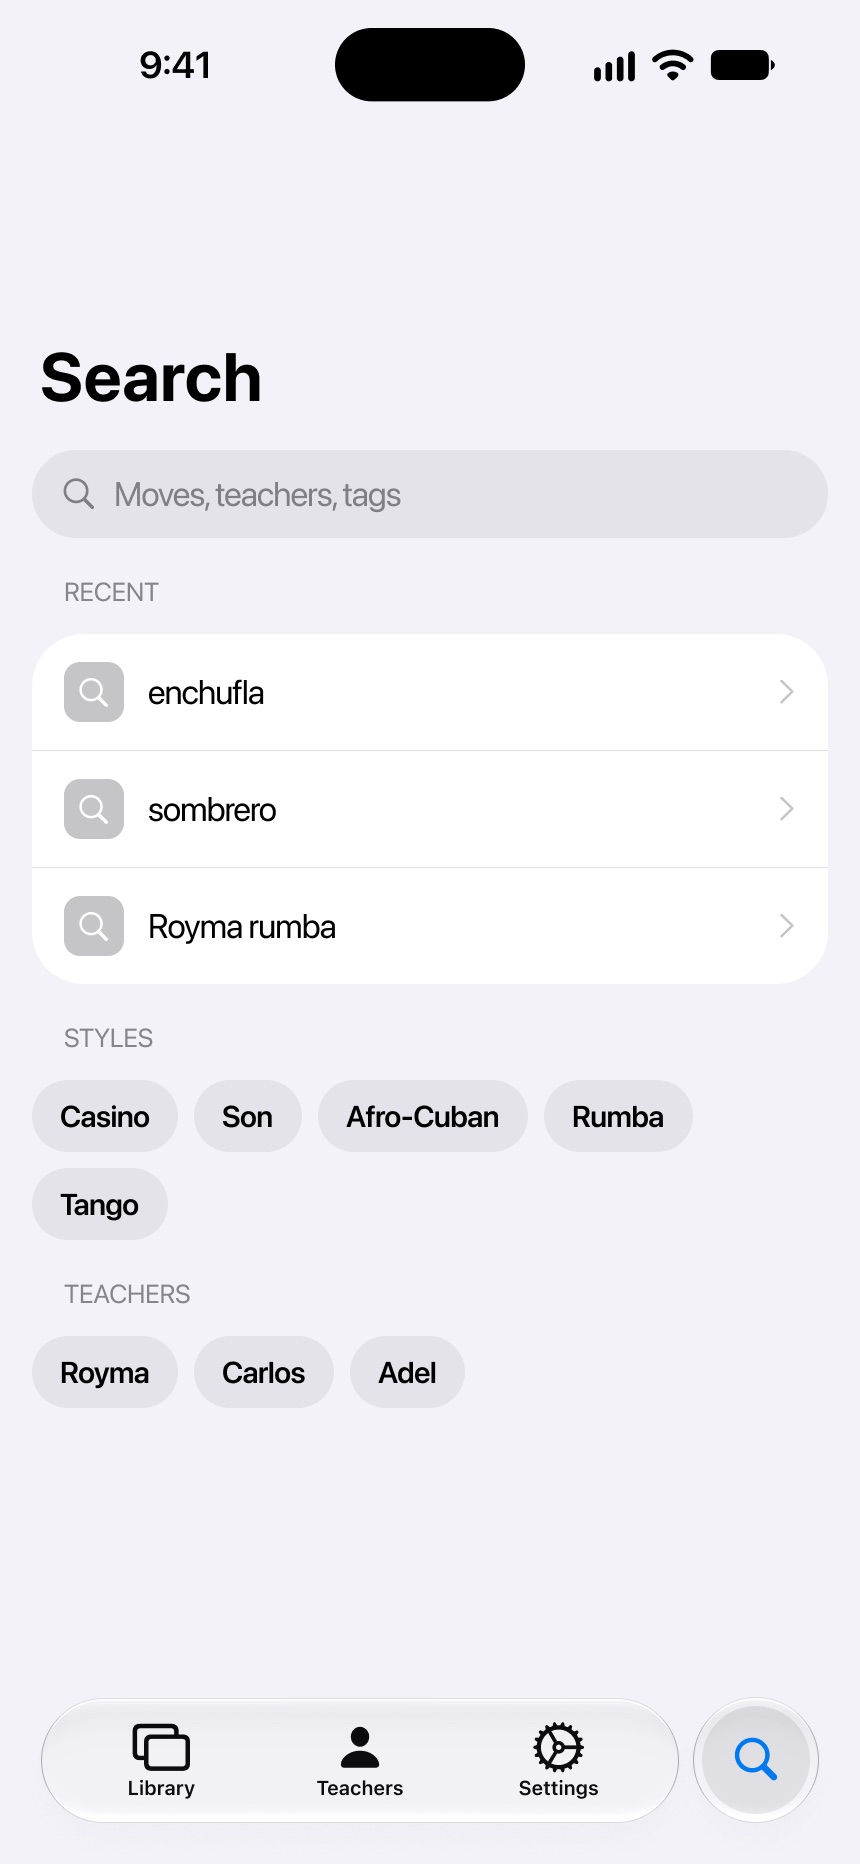 9:41
Search
Moves, teachers, tags
RECENT
enchufla
sombrero
Royma rumba
STYLES
Casino Son Afro-Cuban Rumba
Tango
TEACHERS
Royma Carlos Adel
Library Teachers Settings